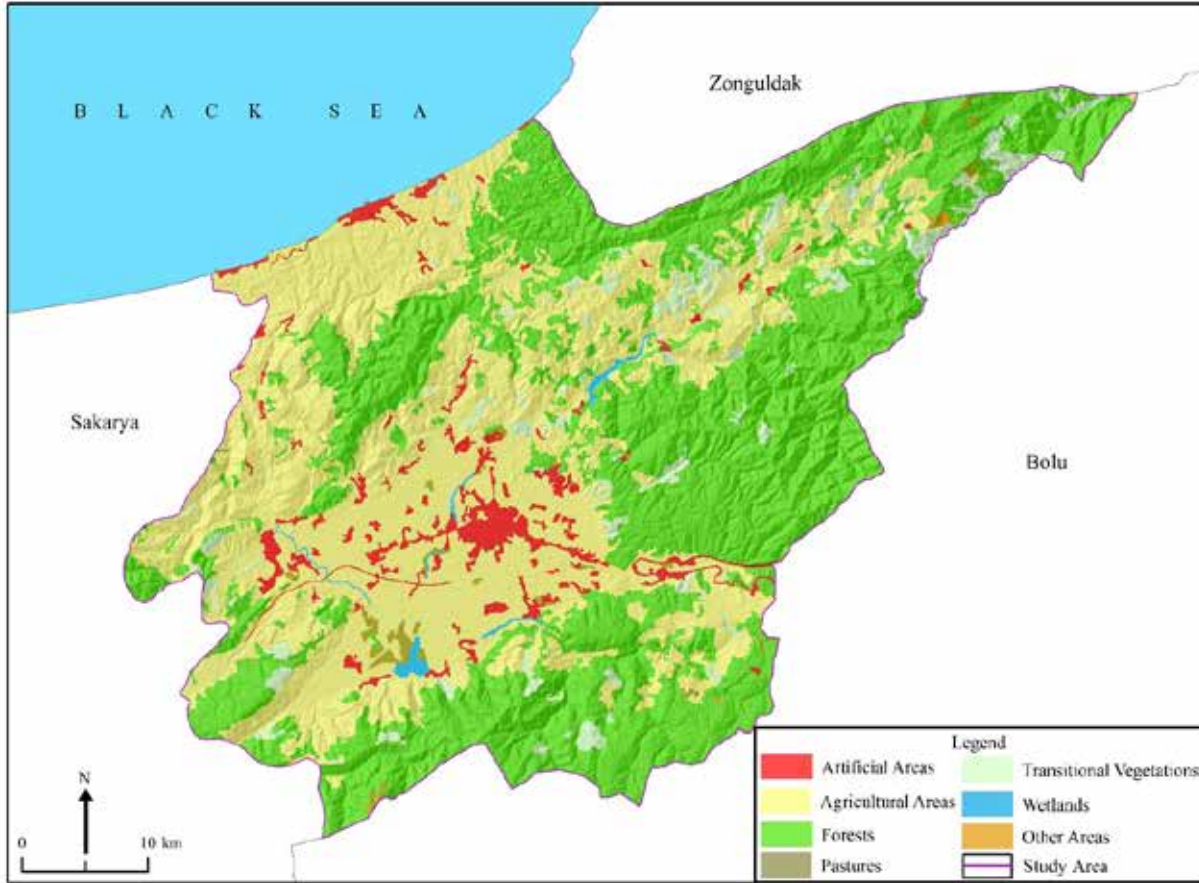 Zonguldak
B L A C K S E A
Sakarya
Bolu
N
0 10 km
Legend
Artificial Areas
Agricultural Areas
Forests
Pastures
Transitional Vegetations
Wetlands
Other Areas
Study Area